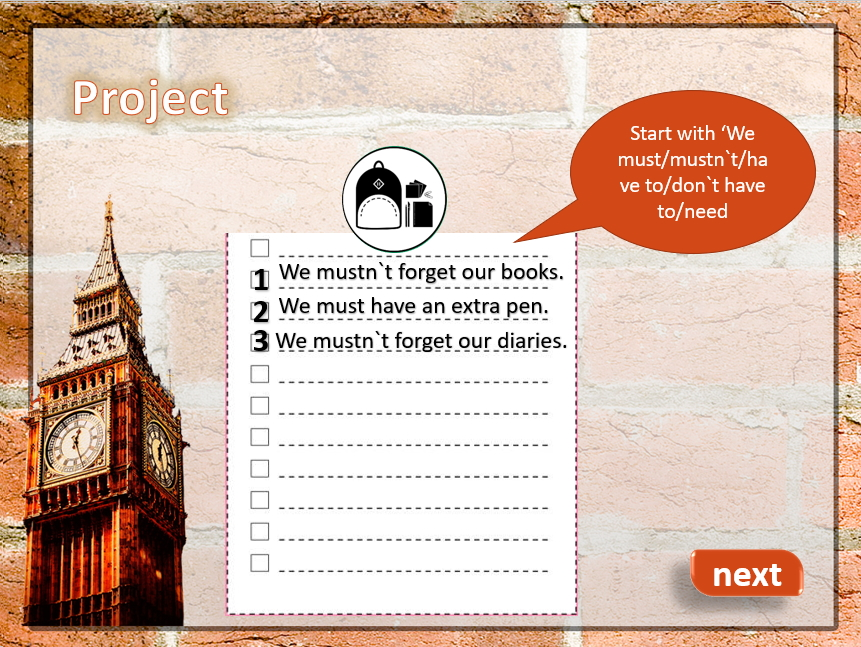 Project
Start with ‘We
must/mustn`t/ha
ve to/don`t have
to/need
1 We mustn`t forget our books.
2 We must have an extra pen.
3 We mustn`t forget our diaries.
next